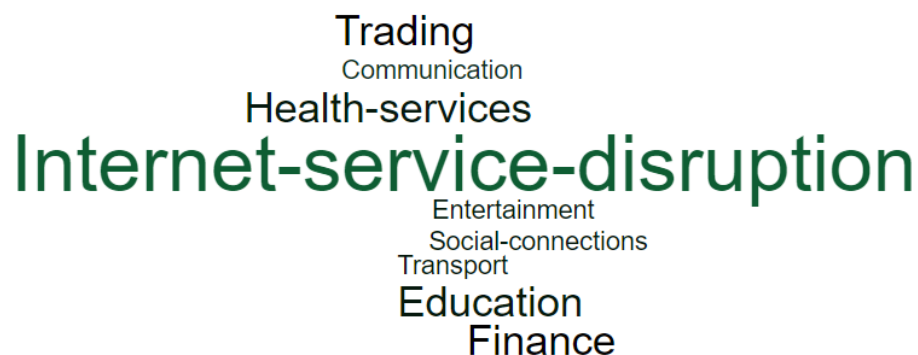 Trading
Communication
Health-services
Internet-service-disruption
Entertainment
Social-connections
Transport
Education
Finance